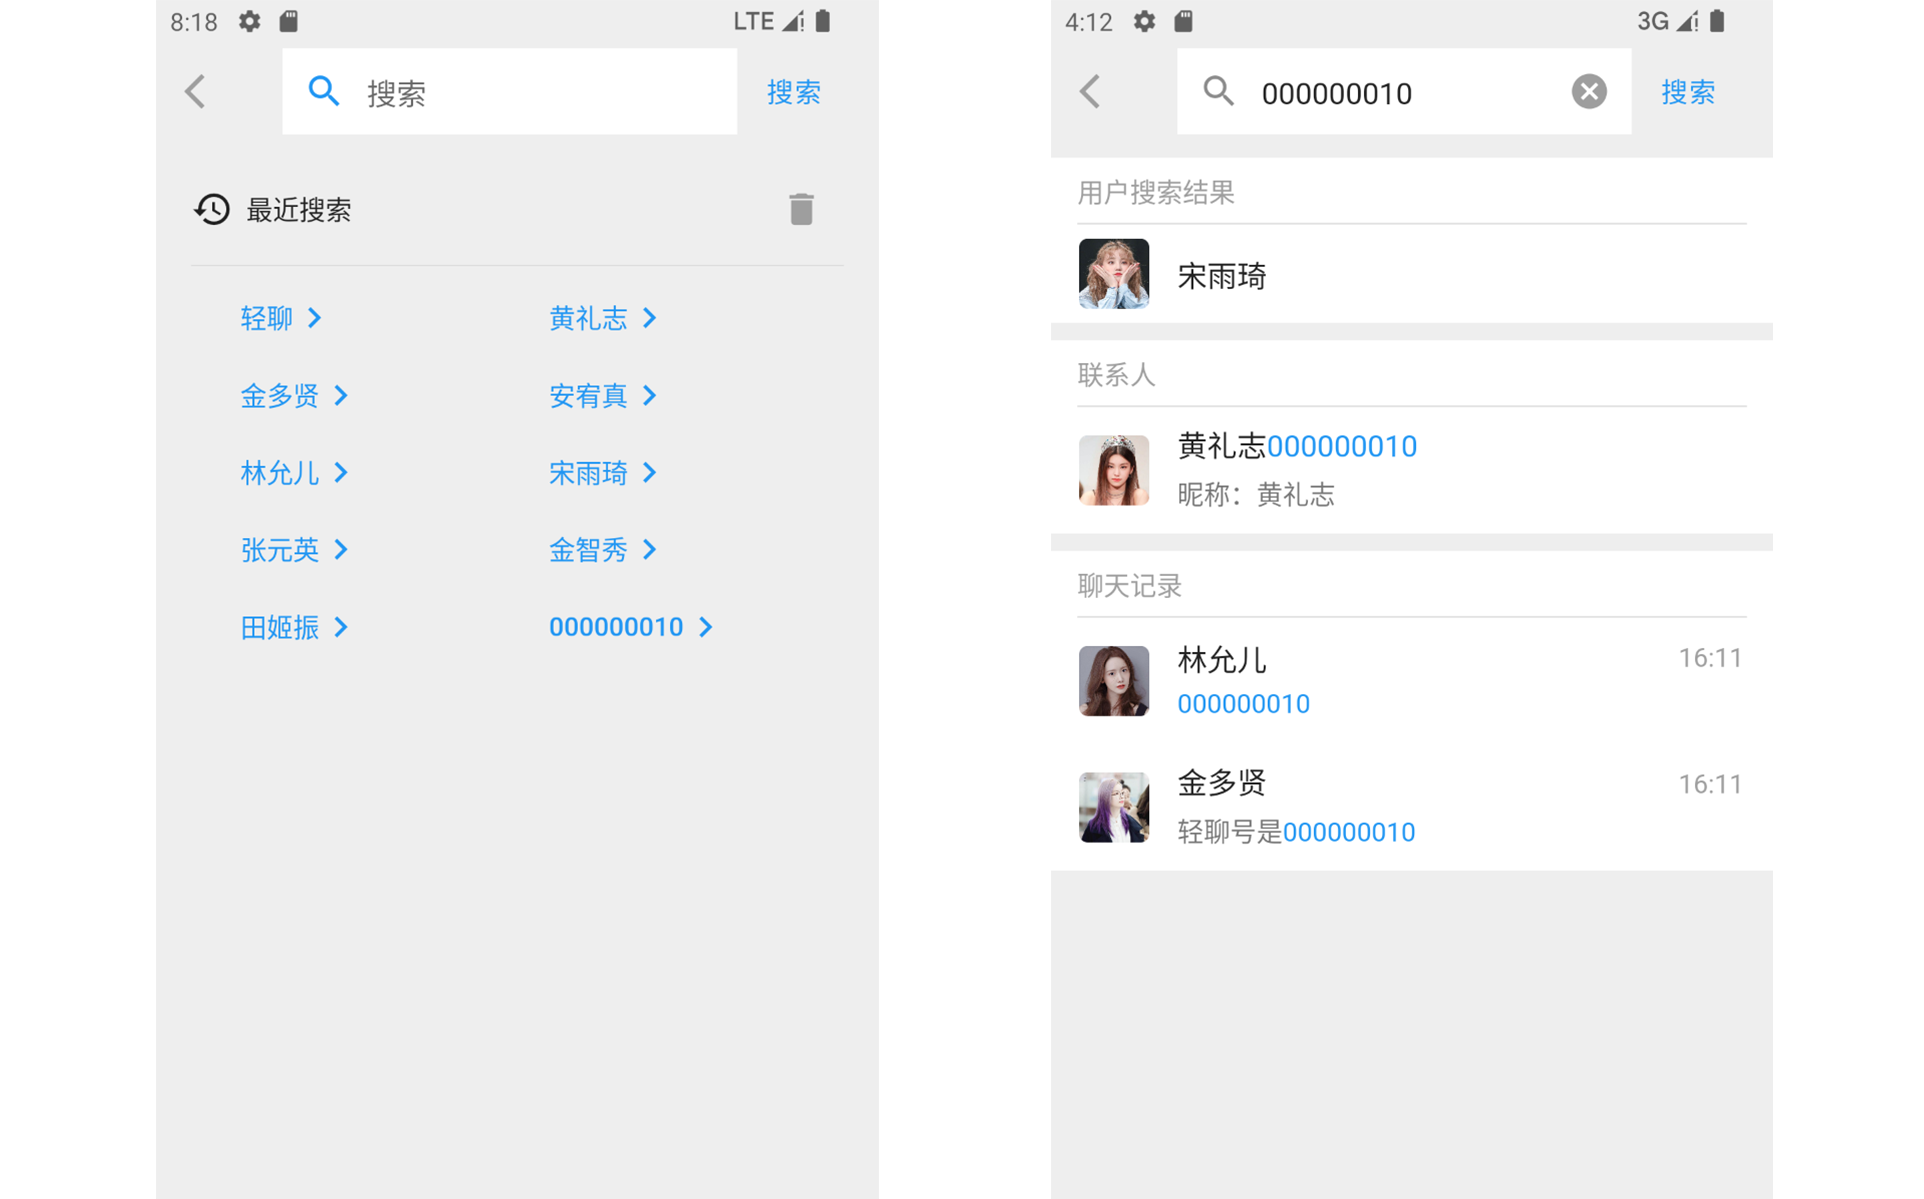 8:18
LTE
搜索
搜索
最近搜索
轻聊
黄礼志
金多贤
安宥真
林允儿
宋雨琦
张元英
金智秀
田姬振
000000010
4:12
3G
000000010
搜索
用户搜索结果
宋雨琦
联系人
黄礼志000000010
昵称：黄礼志
聊天记录
林允儿
16:11
000000010
金多贤
16:11
轻聊号是000000010